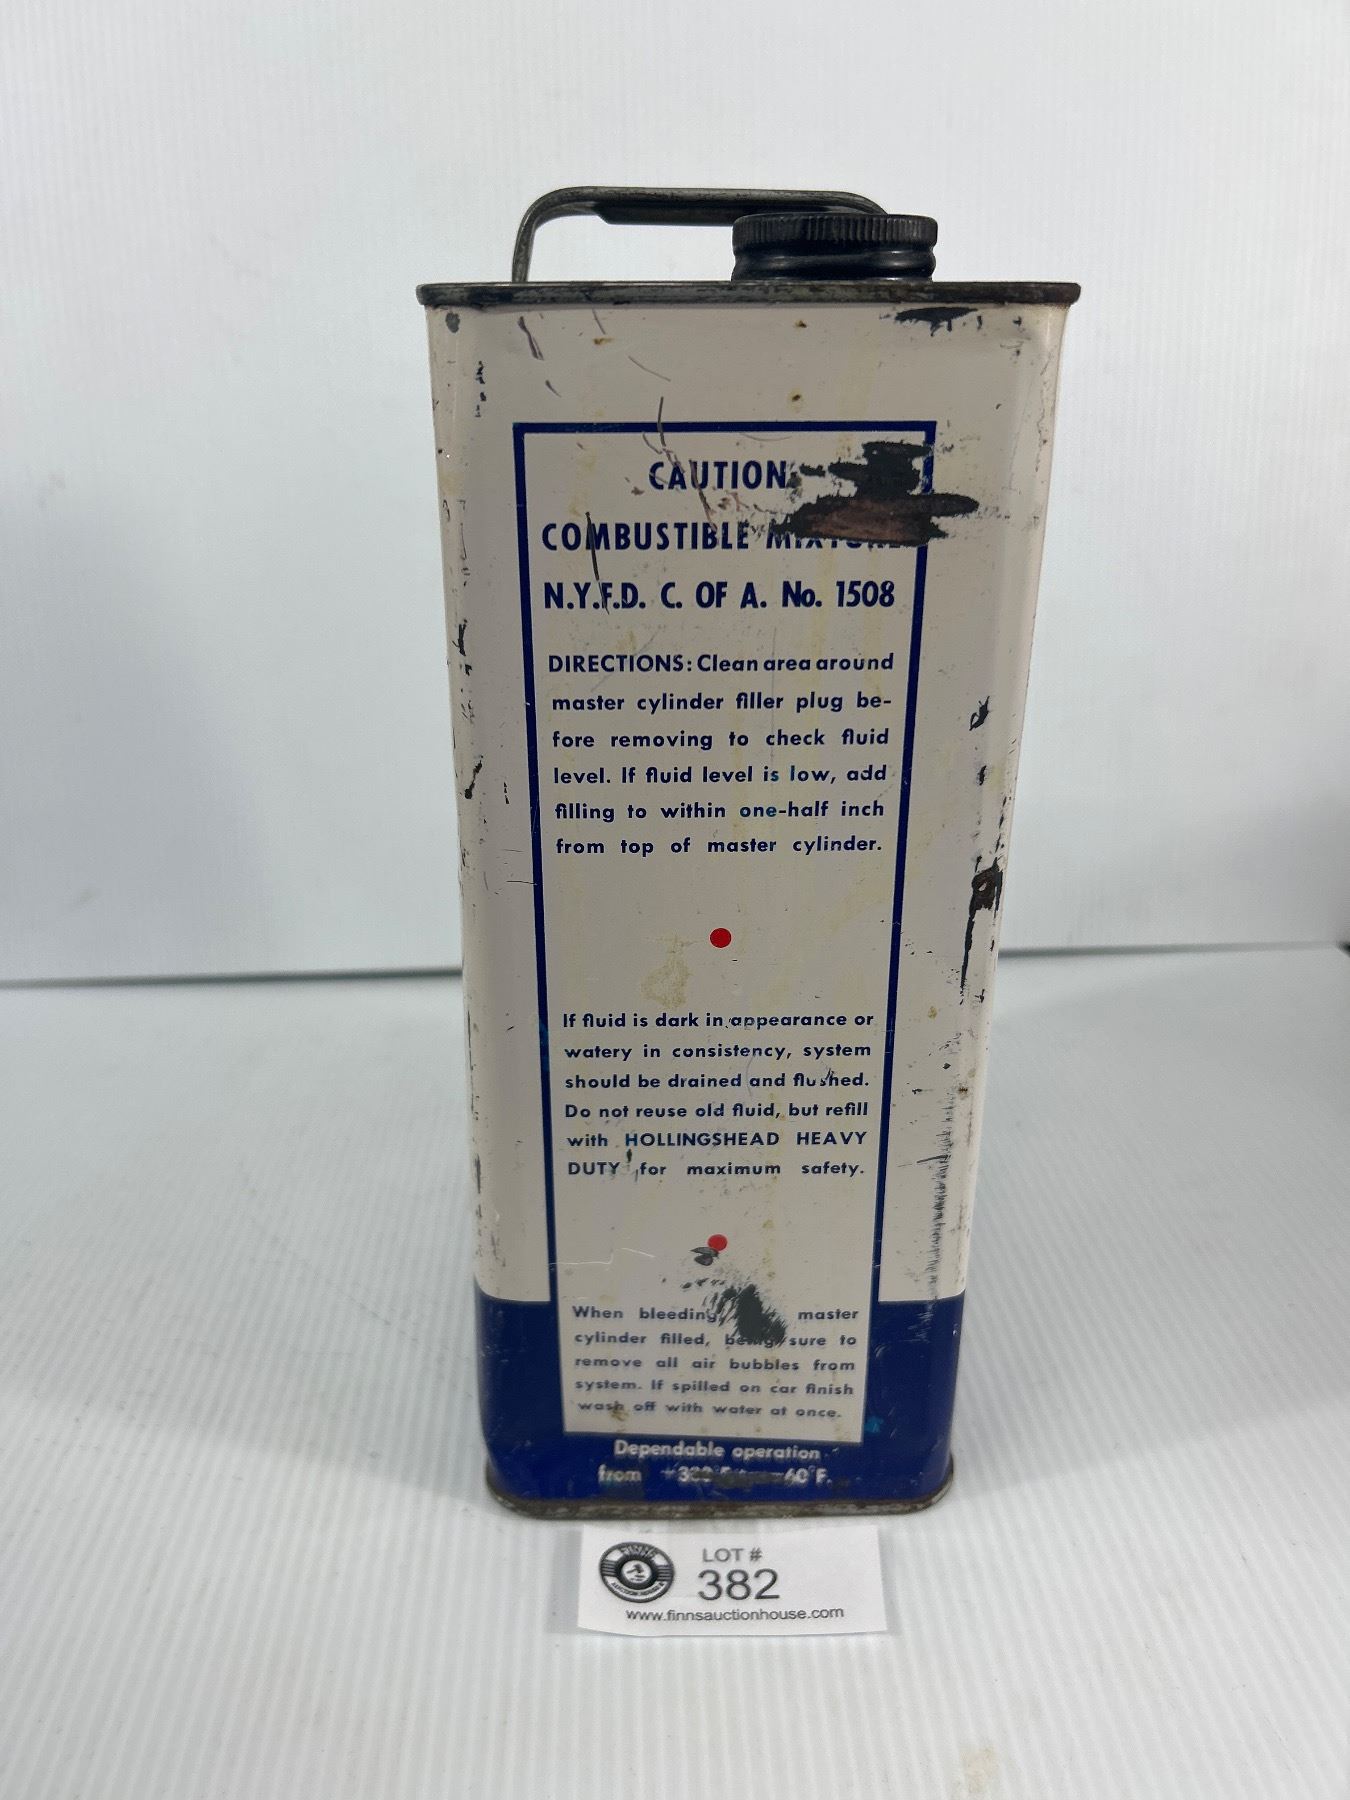 CAUTION
COMBUSTIBLE MIXTURE
N.Y.F.D. C. OF A. No. 1508
DIRECTIONS: Clean area around
master cylinder filler plug be-
fore removing to check fluid
level. If fluid level is low, add
filling to within one-half inch
from top of master cylinder.
If fluid is dark in appearance or
watery in consistency, system
should be drained and flushed.
Do not reuse old fluid, but refill
with HOLLINGSHEAD HEAVY
DUTY for maximum safety.
When bleeding, master
cylinder filled, being sure to
remove all air bubbles from
system. If spilled on car finish
wash off with water at once.
Dependable operation
from 60°F.
FINNS
LOT #
382
www.finnsauctionhouse.com